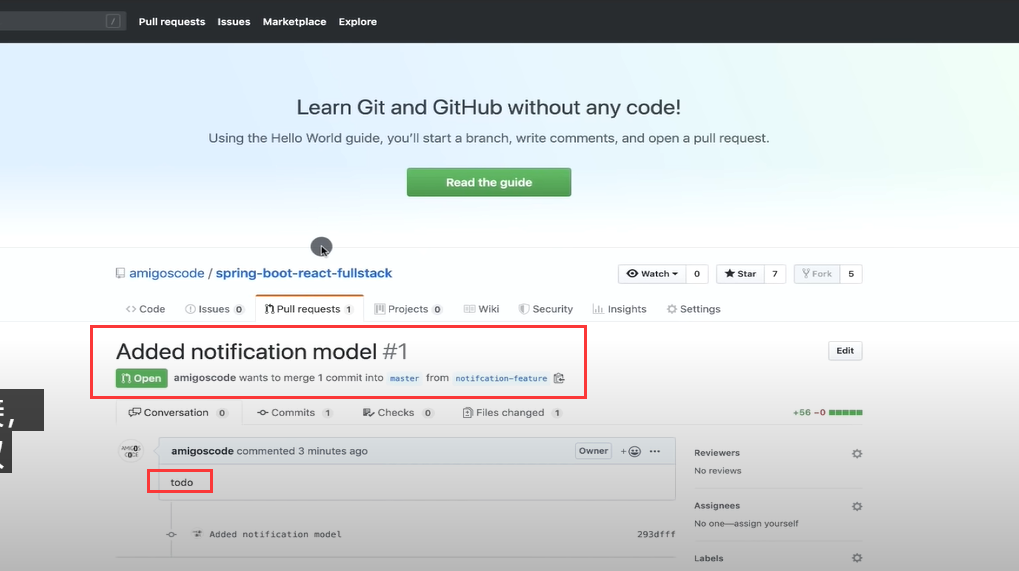 / Pull requests Issues Marketplace Explore
Learn Git and GitHub without any code!
Using the Hello World guide, you'll start a branch, write comments, and open a pull request.
Read the guide
amigoscode / spring-boot-react-fullstack
Watch 0 Star 7 Fork 5
<> Code Issues 0 Pull requests 1 Projects 0 Wiki Security Insights Settings
Added notification model #1
Edit
Open amigoscode wants to merge 1 commit into master from notifcation-feature
Conversation 0 Commits 1 Checks 0 Files changed 1
+56 −0
amigoscode commented 3 minutes ago
Owner
+ ...
todo
Added notification model 293dfff
Reviewers
No reviews
Assignees
No one—assign yourself
Labels